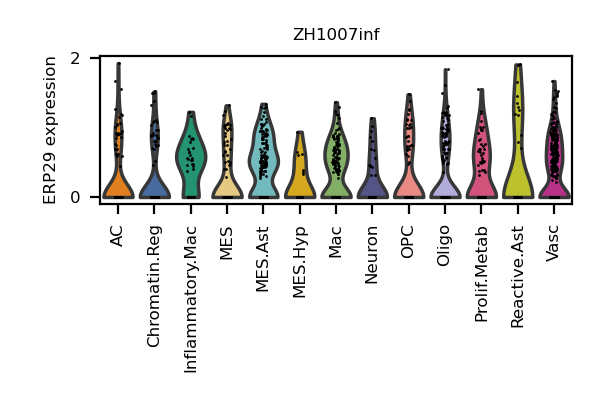 ZH1007inf
ERP29 expression
2
0
AC
Chromatin.Reg
Inflammatory.Mac
MES
MES.Ast
MES.Hyp
Mac
Neuron
OPC
Oligo
Prolif.Metab
Reactive.Ast
Vasc